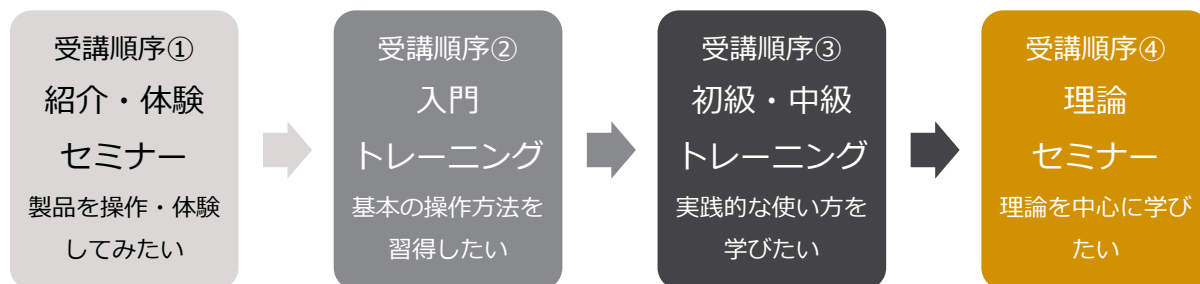 受講順序①
紹介・体験
セミナー
製品を操作・体験
してみたい
受講順序②
入門
トレーニング
基本の操作方法を
習得したい
受講順序③
初級・中級
トレーニング
実践的な使い方を
学びたい
受講順序④
理論
セミナー
理論を中心に学び
たい